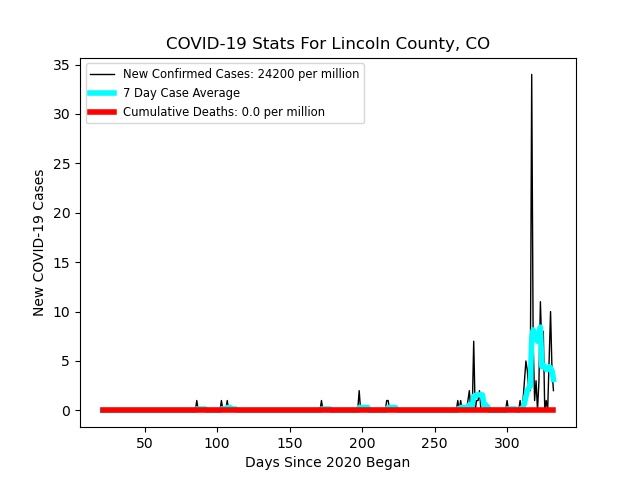 COVID-19 Stats For Lincoln County, CO
New Confirmed Cases: 24200 per million
7 Day Case Average
Cumulative Deaths: 0.0 per million
New COVID-19 Cases
35
30
25
20
15
10
5
0
50
100
150
200
250
300
Days Since 2020 Began